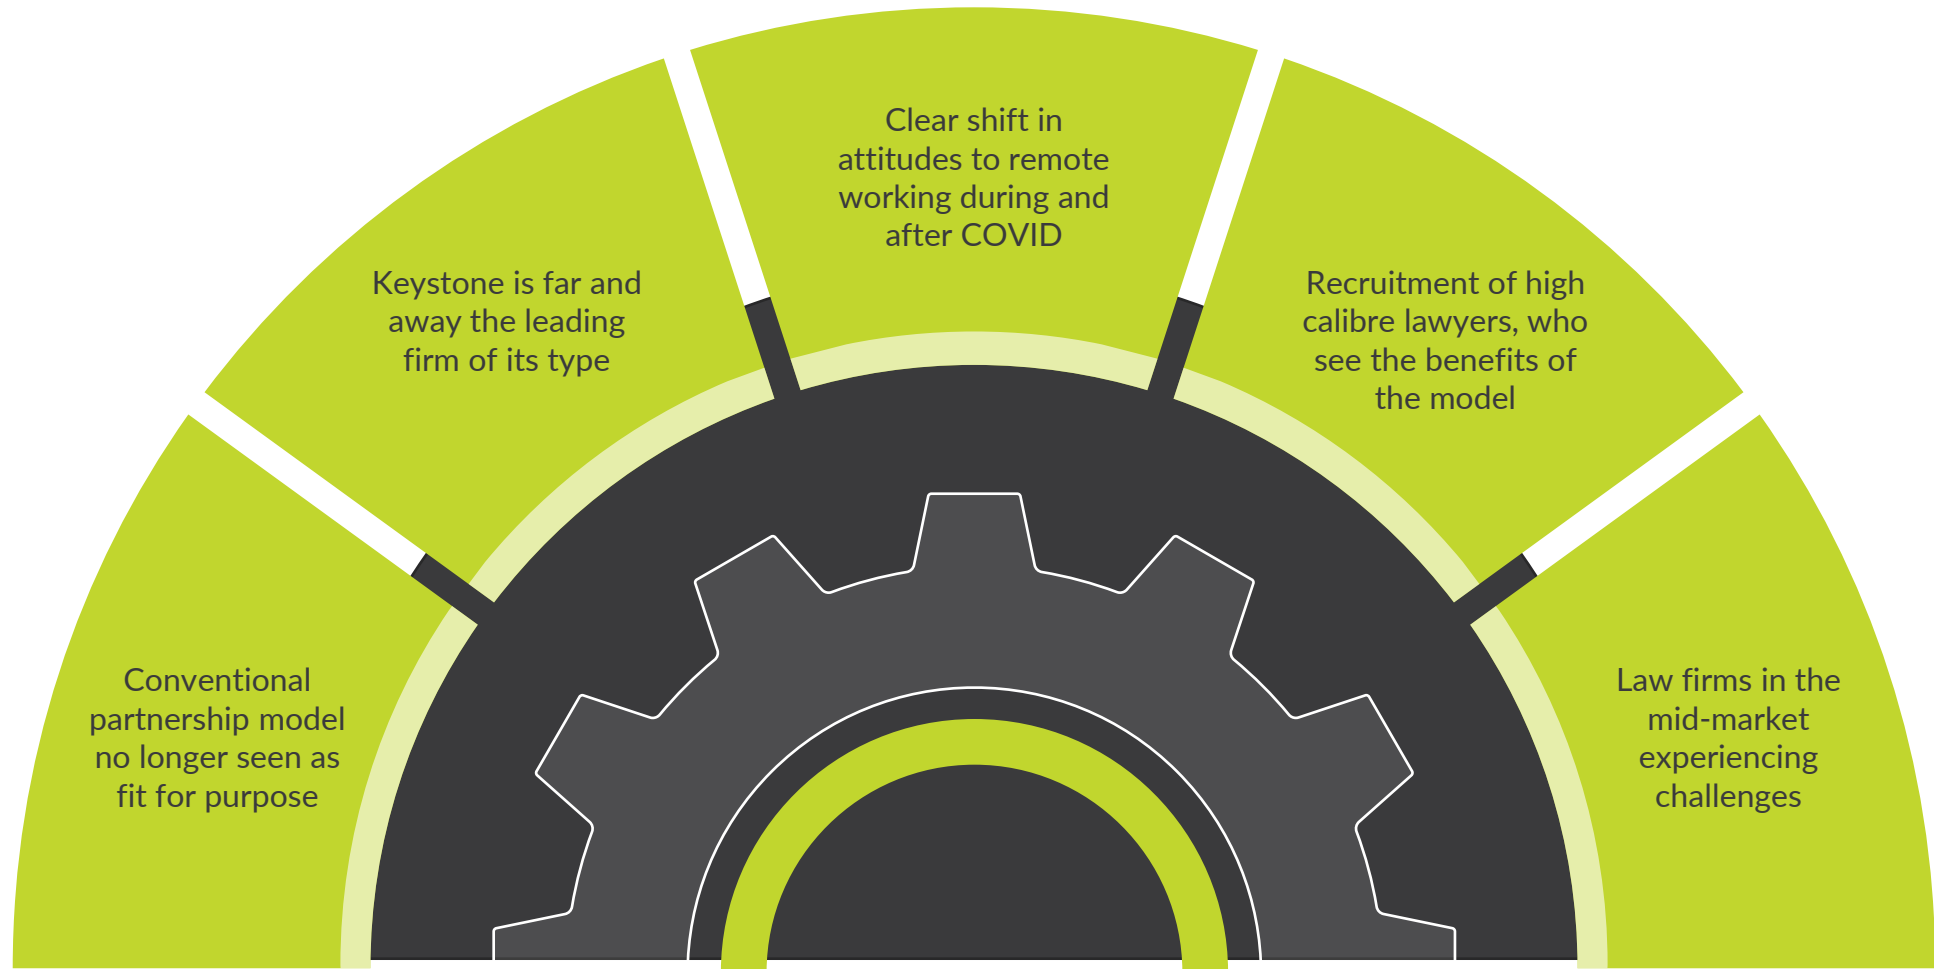 Conventional
partnership model
no longer seen as
fit for purpose
Keystone is far and
away the leading
firm of its type
Clear shift in
attitudes to remote
working during and
after COVID
Recruitment of high
calibre lawyers, who
see the benefits of
the model
Law firms in the
mid-market
experiencing
challenges